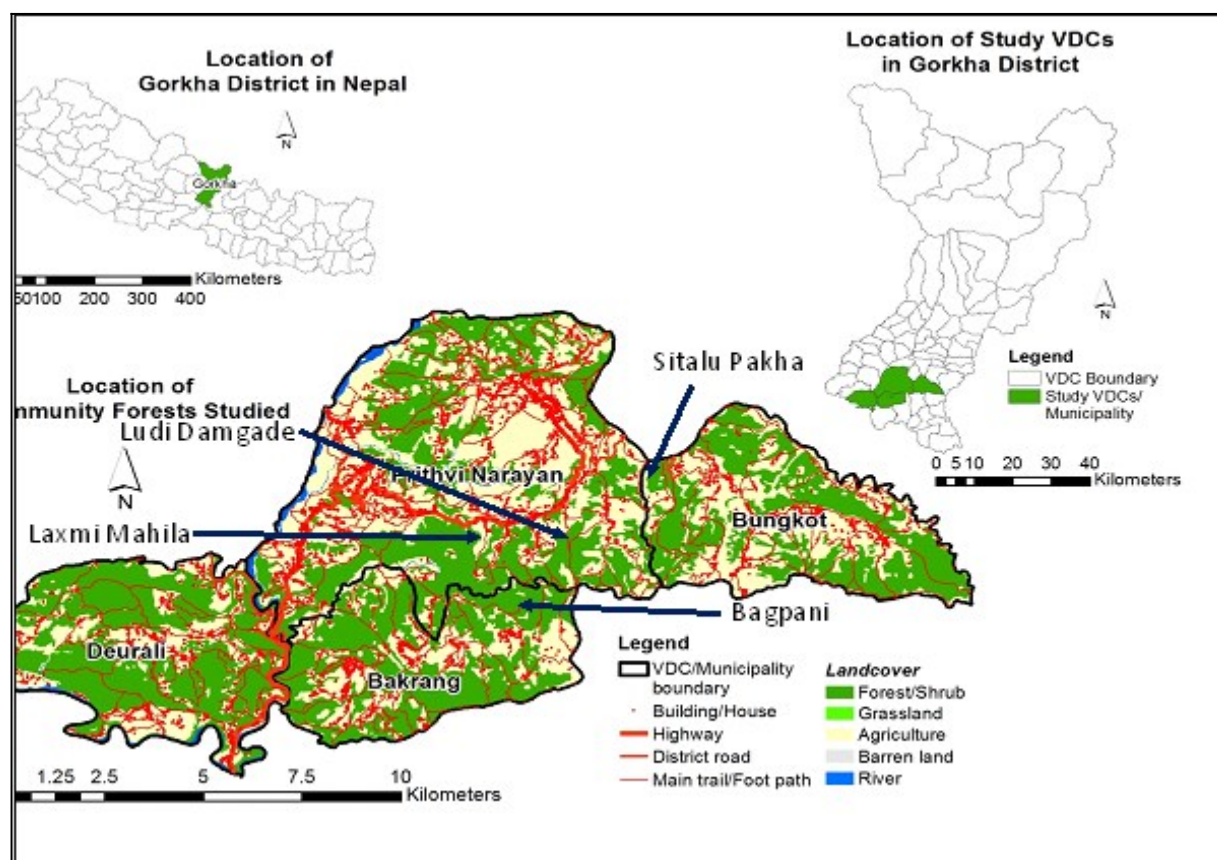 Location of
Gorkha District in Nepal
N
Gorkha
Kilometers
50100 200 300 400
Location of Study VDCs
in Gorkha District
N
Legend
VDC Boundary
Study VDCs/
Municipality
0 5 10 20 30 40
Kilometers
Location of
mmunity Forests Studied
N
Sitalu Pakha
Ludi Damgade
Laxmi Mahila
Bagpani
Prithvi Narayan
Bungkot
Deurali
Bakrang
1.25 2.5 5 7.5 10
Kilometers
Legend
VDC/Municipality
boundary
Building/House
Highway
District road
Main trail/Foot path
Landcover
Forest/Shrub
Grassland
Agriculture
Barren land
River